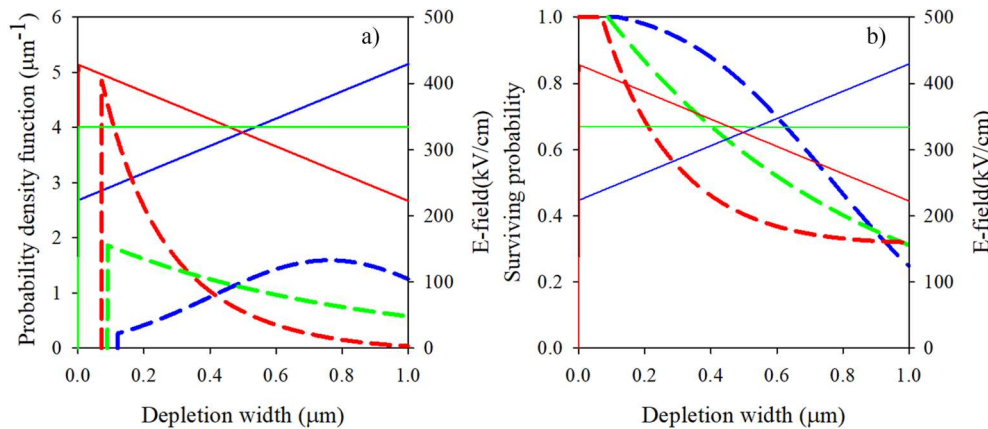 a)
Probability density function (μm⁻¹)
6
5
4
3
2
1
0
500
400
300
200
100
0
E-field(kV/cm)
0.0 0.2 0.4 0.6 0.8 1.0
Depletion width (μm)
b)
Surviving probability
1.0
0.8
0.6
0.4
0.2
0.0
500
400
300
200
100
0
E-field(kV/cm)
0.0 0.2 0.4 0.6 0.8 1.0
Depletion width (μm)